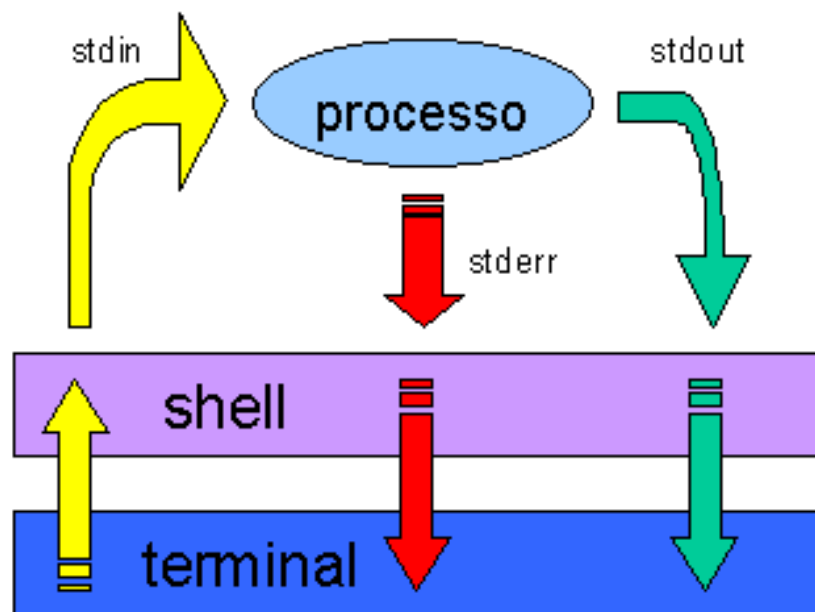 stdin
stdout
processo
stderr
shell
terminal